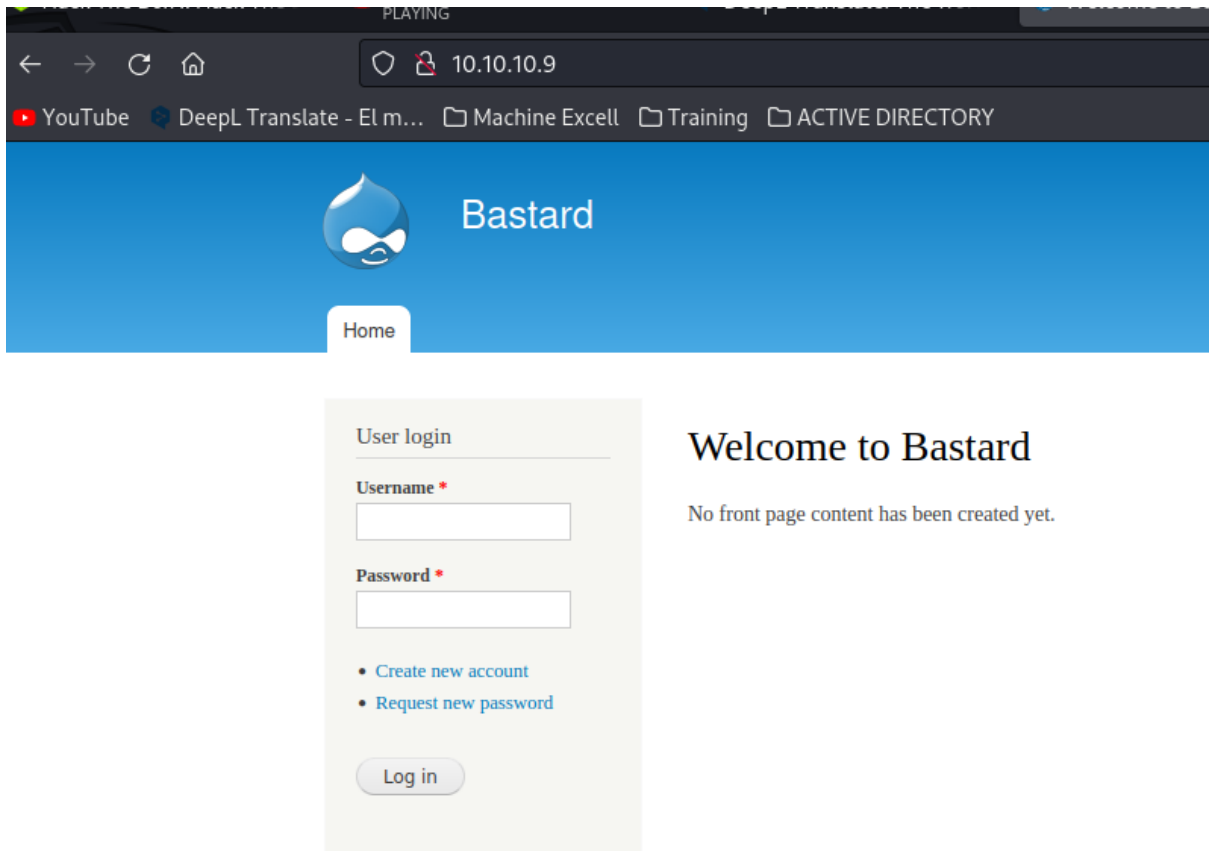 PLAYING
10.10.10.9
YouTube DeepL Translate - El m... Machine Excell Training ACTIVE DIRECTORY
Bastard
Home
User login
Welcome to Bastard
Username *
No front page content has been created yet.
Password *
Create new account
Request new password
Log in